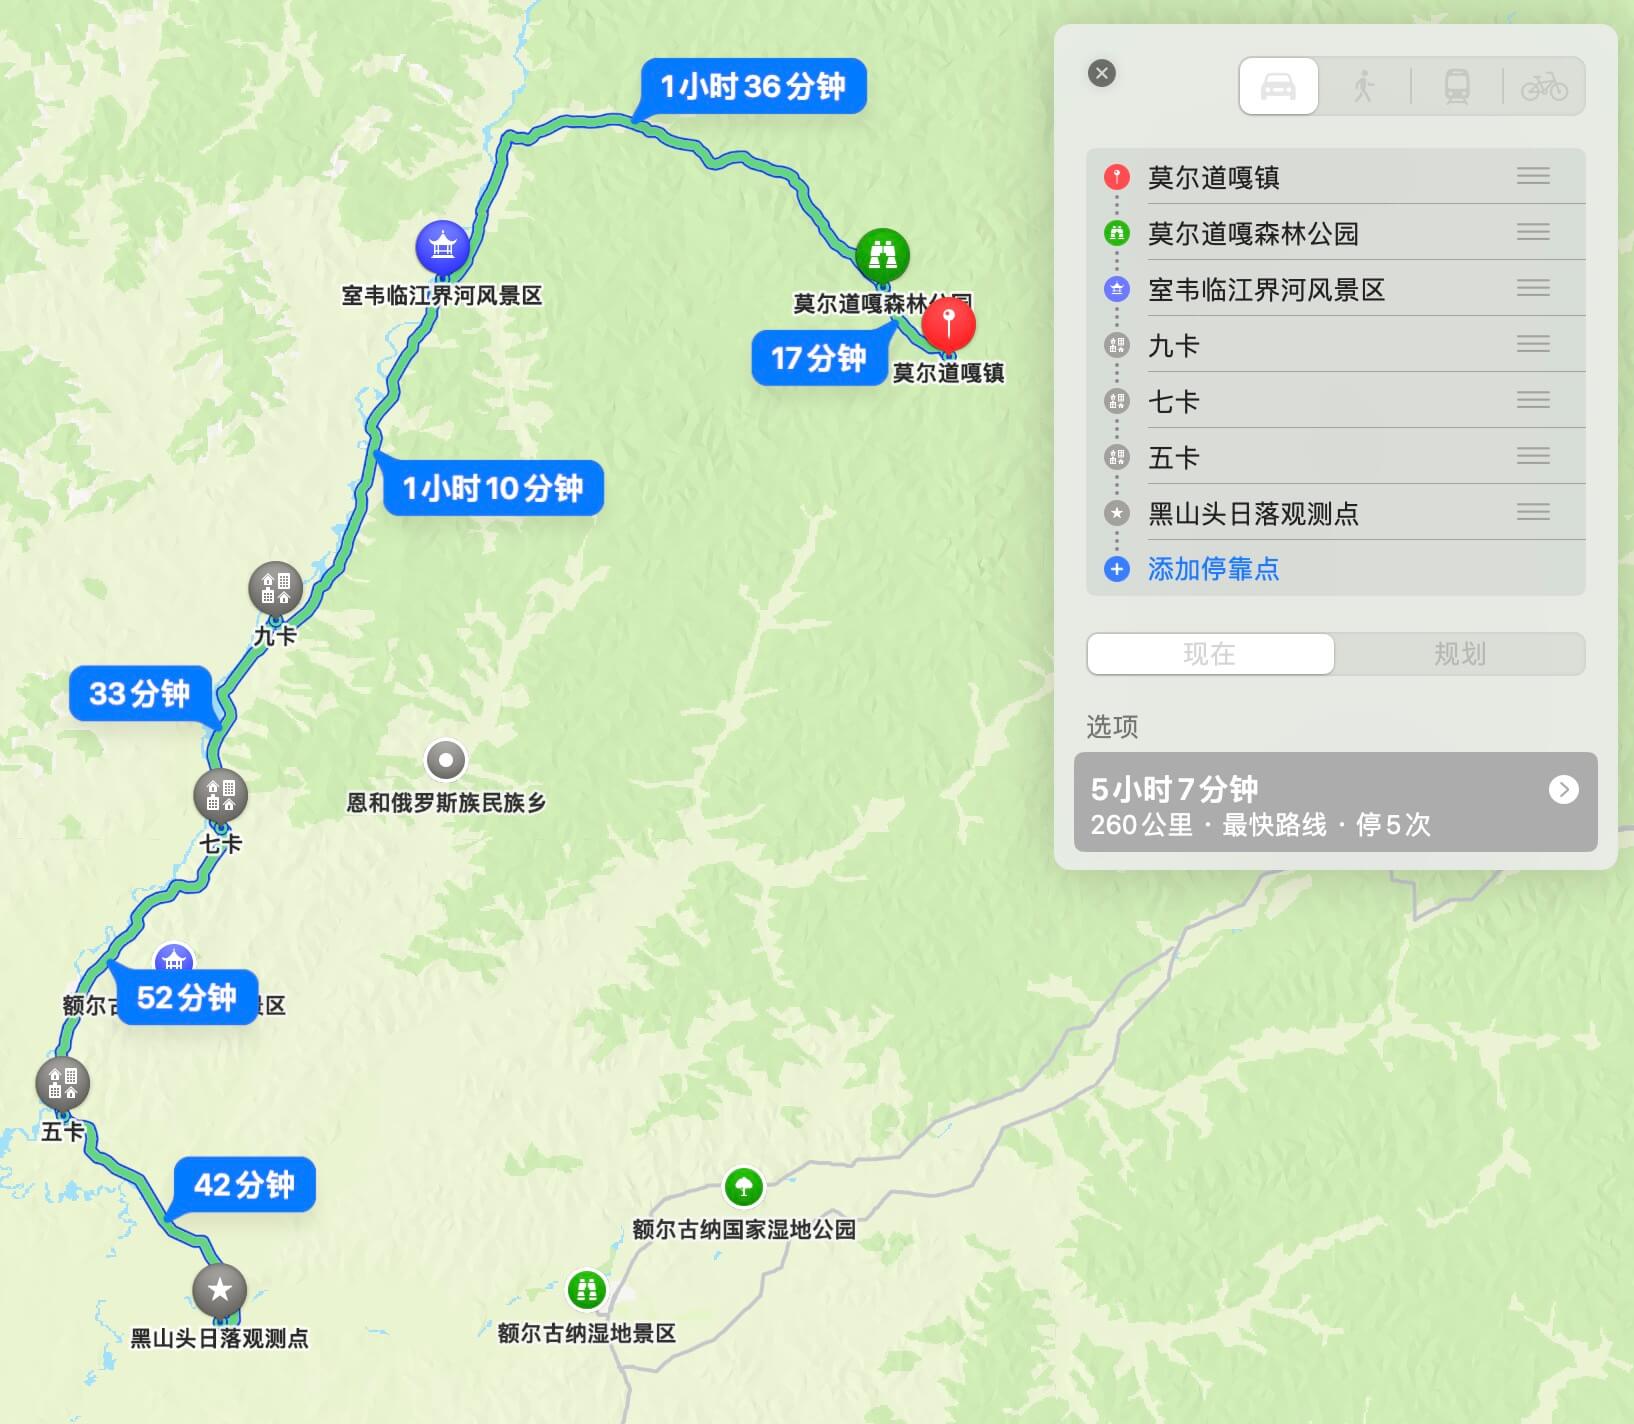 1小时36分钟
室韦临江界河风景区
莫尔道嘎森林公园
17分钟
莫尔道嘎镇
1小时10分钟
九卡
33分钟
恩和俄罗斯族民族乡
七卡
额尔古
52分钟
景区
五卡
42分钟
黑山头日落观测点
额尔古纳国家湿地公园
额尔古纳湿地景区
莫尔道嘎镇
莫尔道嘎森林公园
室韦临江界河风景区
九卡
七卡
五卡
黑山头日落观测点
添加停靠点
现在
规划
选项
5小时7分钟
260公里 · 最快路线 · 停5次